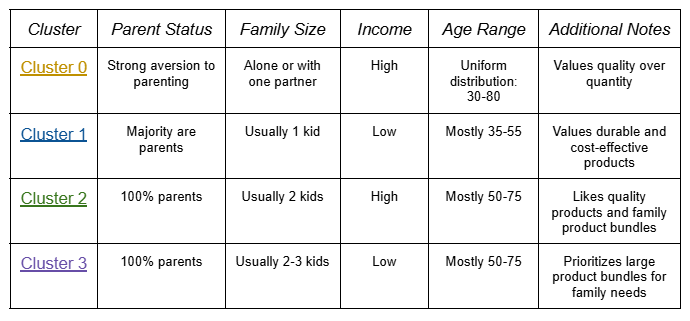 Cluster Parent Status Family Size Income Age Range Additional Notes
Cluster 0
Strong aversion to
parenting
Alone or with
one partner
High
Uniform
distribution:
30-80
Values quality over
quantity
Cluster 1
Majority are
parents
Usually 1 kid
Low
Mostly 35-55
Values durable and
cost-effective
products
Cluster 2
100% parents
Usually 2 kids
High
Mostly 50-75
Likes quality
products and family
product bundles
Cluster 3
100% parents
Usually 2-3 kids
Low
Mostly 50-75
Prioritizes large
product bundles for
family needs